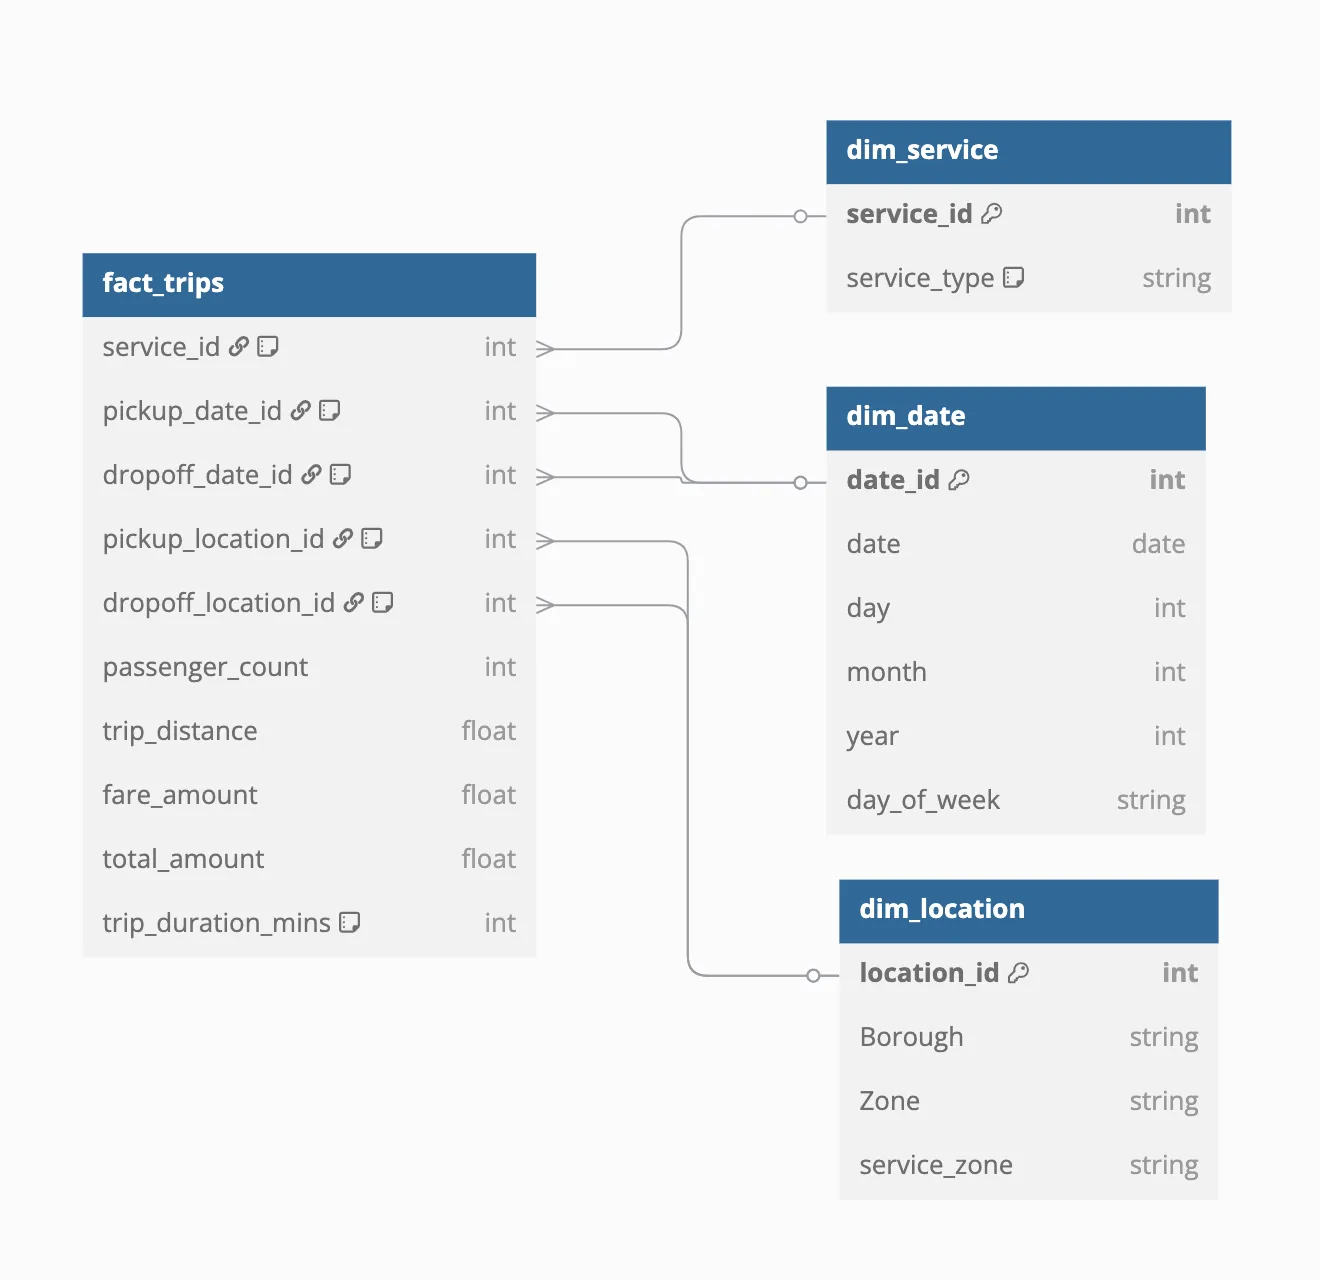 fact_trips
service_id int
pickup_date_id int
dropoff_date_id int
pickup_location_id int
dropoff_location_id int
passenger_count int
trip_distance float
fare_amount float
total_amount float
trip_duration_mins int
dim_service
service_id int
service_type string
dim_date
date_id int
date date
day int
month int
year int
day_of_week string
dim_location
location_id int
Borough string
Zone string
service_zone string